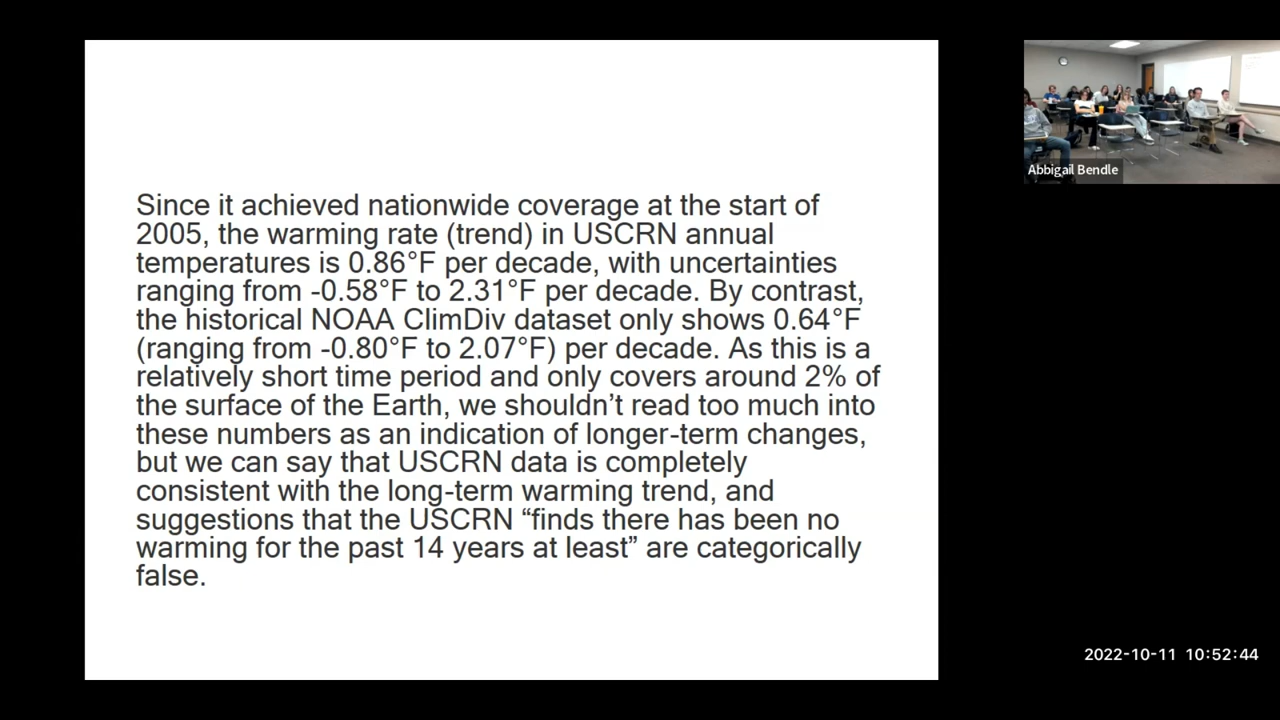 Since it achieved nationwide coverage at the start of
2005, the warming rate (trend) in USCRN annual
temperatures is 0.86°F per decade, with uncertainties
ranging from -0.58°F to 2.31°F per decade. By contrast,
the historical NOAA ClimDiv dataset only shows 0.64°F
(ranging from -0.80°F to 2.07°F) per decade. As this is a
relatively short time period and only covers around 2% of
the surface of the Earth, we shouldn’t read too much into
these numbers as an indication of longer-term changes,
but we can say that USCRN data is completely
consistent with the long-term warming trend, and
suggestions that the USCRN “finds there has been no
warming for the past 14 years at least” are categorically
false.
Abbigail Bendle
2022-10-11 10:52:44